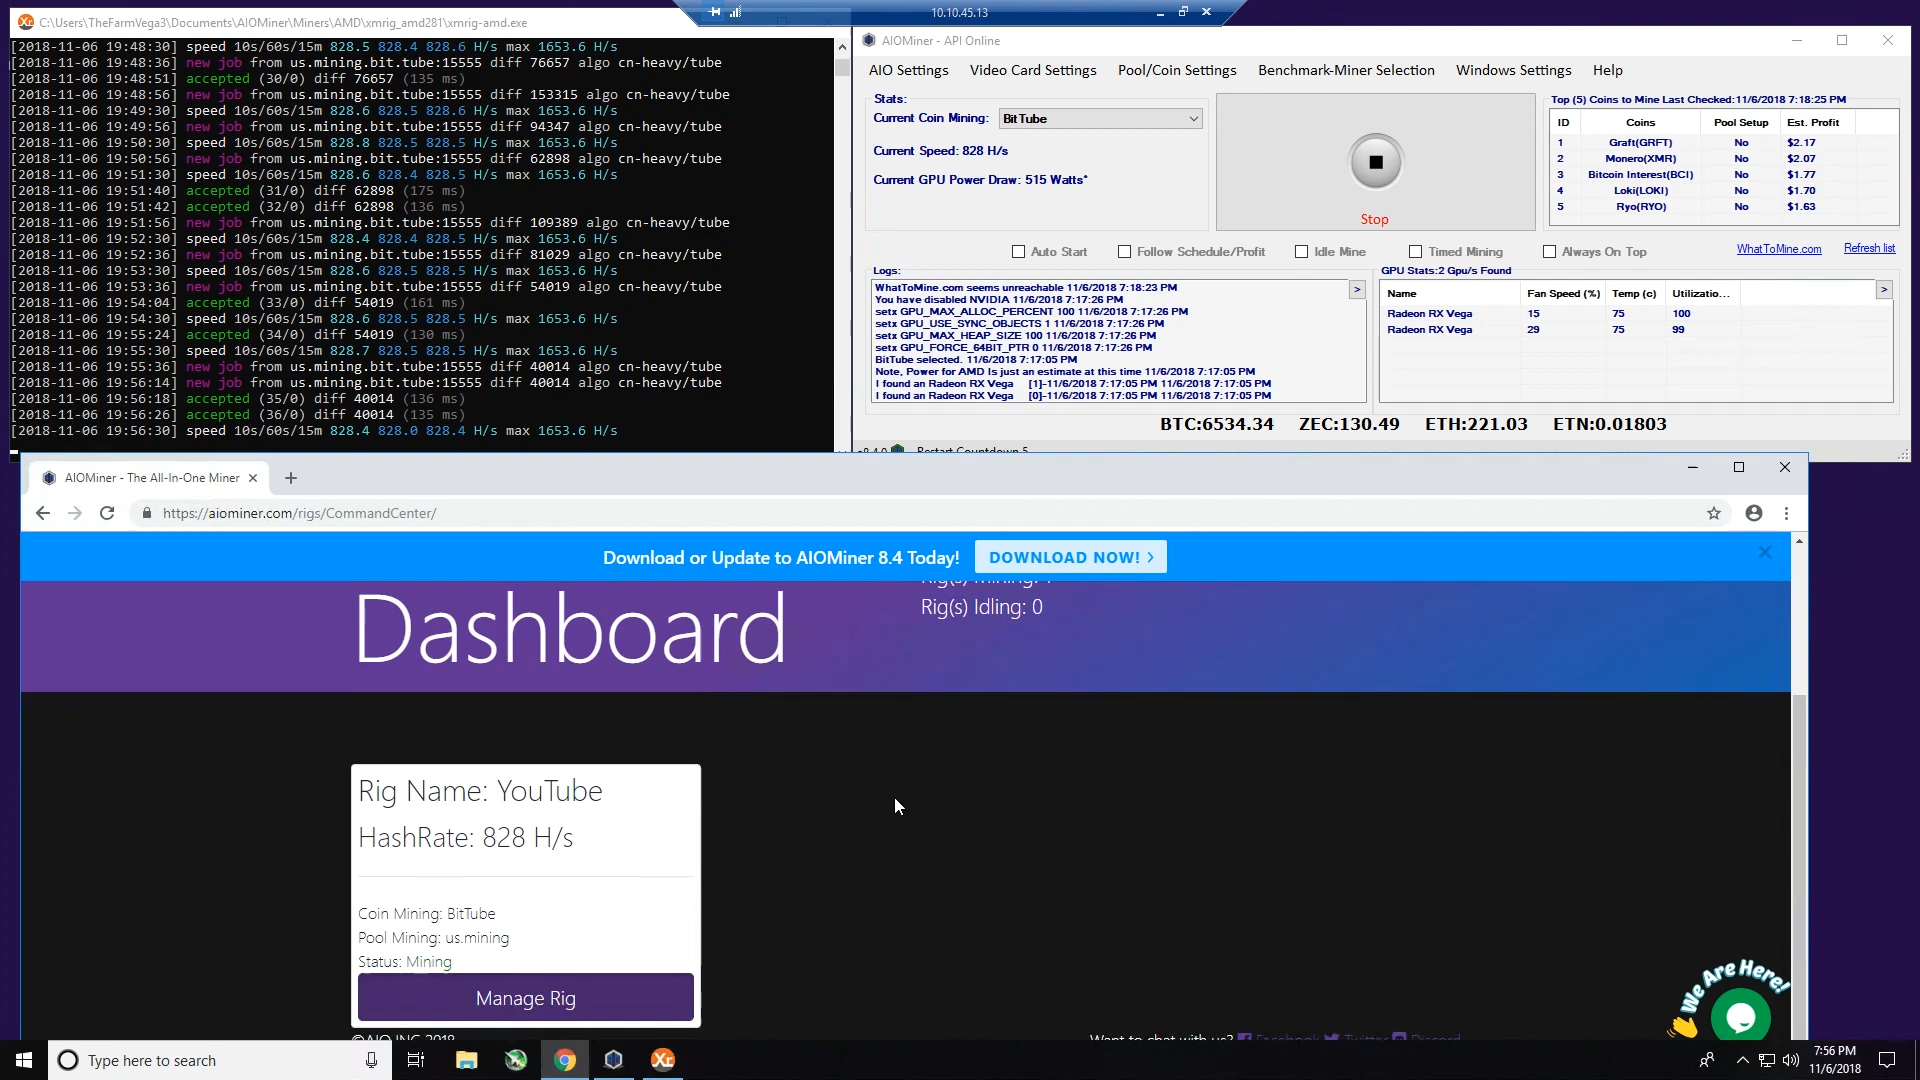 C:\Users\TheFarmVega3\Documents\AIOMiner\Miners\AMD\xmrig_amd281\xmrig-amd.exe
10.10.45.13
[2018-11-06 19:48:30] speed 10s/60s/15m 828.5 828.4 828.6 H/s max 1653.6 H/s
[2018-11-06 19:48:36] new job from us.mining.bit.tube:15555 diff 76657 algo cn-heavy/tube
[2018-11-06 19:48:51] accepted (30/0) diff 76657 (135 ms)
[2018-11-06 19:48:56] new job from us.mining.bit.tube:15555 diff 153315 algo cn-heavy/tube
[2018-11-06 19:49:30] speed 10s/60s/15m 828.6 828.5 828.6 H/s max 1653.6 H/s
[2018-11-06 19:49:56] new job from us.mining.bit.tube:15555 diff 94347 algo cn-heavy/tube
[2018-11-06 19:50:30] speed 10s/60s/15m 828.8 828.5 828.5 H/s max 1653.6 H/s
[2018-11-06 19:50:56] new job from us.mining.bit.tube:15555 diff 62898 algo cn-heavy/tube
[2018-11-06 19:51:30] speed 10s/60s/15m 828.6 828.4 828.5 H/s max 1653.6 H/s
[2018-11-06 19:51:40] accepted (31/0) diff 62898 (175 ms)
[2018-11-06 19:51:42] accepted (32/0) diff 62898 (136 ms)
[2018-11-06 19:51:56] new job from us.mining.bit.tube:15555 diff 109389 algo cn-heavy/tube
[2018-11-06 19:52:30] speed 10s/60s/15m 828.4 828.4 828.5 H/s max 1653.6 H/s
[2018-11-06 19:52:36] new job from us.mining.bit.tube:15555 diff 81029 algo cn-heavy/tube
[2018-11-06 19:53:30] speed 10s/60s/15m 828.6 828.5 828.5 H/s max 1653.6 H/s
[2018-11-06 19:53:36] new job from us.mining.bit.tube:15555 diff 54019 algo cn-heavy/tube
[2018-11-06 19:54:04] accepted (33/0) diff 54019 (161 ms)
[2018-11-06 19:54:30] speed 10s/60s/15m 828.6 828.5 828.5 H/s max 1653.6 H/s
[2018-11-06 19:55:24] accepted (34/0) diff 54019 (130 ms)
[2018-11-06 19:55:30] speed 10s/60s/15m 828.7 828.5 828.5 H/s max 1653.6 H/s
[2018-11-06 19:55:36] new job from us.mining.bit.tube:15555 diff 40014 algo cn-heavy/tube
[2018-11-06 19:56:14] new job from us.mining.bit.tube:15555 diff 40014 algo cn-heavy/tube
[2018-11-06 19:56:18] accepted (35/0) diff 40014 (136 ms)
[2018-11-06 19:56:26] accepted (36/0) diff 40014 (135 ms)
[2018-11-06 19:56:30] speed 10s/60s/15m 828.4 828.0 828.4 H/s max 1653.6 H/s
AIOMiner - API Online
AIO Settings Video Card Settings Pool/Coin Settings Benchmark-Miner Selection Windows Settings Help
Stats:
Current Coin Mining: BitTube
Current Speed: 828 H/s
Current GPU Power Draw: 515 Watts*
Stop
Top (5) Coins to Mine Last Checked:11/6/2018 7:18:25 PM
ID Coins Pool Setup Est. Profit
1 Graft(GRFT) No $2.17
2 Monero(XMR) No $2.07
3 Bitcoin Interest(BCI) No $1.77
4 Loki(LOKI) No $1.70
5 Ryo(RYO) No $1.63
Auto Start Follow Schedule/Profit Idle Mine Timed Mining Always On Top WhatToMine.com Refresh list
Logs:
WhatToMine.com seems unreachable 11/6/2018 7:18:23 PM
You have disabled NVIDIA 11/6/2018 7:17:26 PM
setx GPU_MAX_ALLOC_PERCENT 100 11/6/2018 7:17:26 PM
setx GPU_USE_SYNC_OBJECTS 1 11/6/2018 7:17:26 PM
setx GPU_MAX_HEAP_SIZE 100 11/6/2018 7:17:26 PM
setx GPU_FORCE_64BIT_PTR 0 11/6/2018 7:17:26 PM
BitTube selected. 11/6/2018 7:17:05 PM
Note, Power for AMD Is just an estimate at this time 11/6/2018 7:17:05 PM
I found an Radeon RX Vega [1]-11/6/2018 7:17:05 PM 11/6/2018 7:17:05 PM
I found an Radeon RX Vega [0]-11/6/2018 7:17:05 PM 11/6/2018 7:17:05 PM
>
GPU Stats:2 Gpu/s Found
Name Fan Speed (%) Temp (c) Utilizatio...
Radeon RX Vega 15 75 100
Radeon RX Vega 29 75 99
>
BTC:6534.34 ZEC:130.49 ETH:221.03 ETN:0.01803
v8.4.0 Restart Countdown 5
AIOMiner - The All-In-One Miner
https://aiominer.com/rigs/CommandCenter/
Download or Update to AIOMiner 8.4 Today! DOWNLOAD NOW! >
Rig(s) Mining: 1
Rig(s) Idling: 0
Dashboard
Rig Name: YouTube
HashRate: 828 H/s
Coin Mining: BitTube
Pool Mining: us.mining
Status: Mining
Manage Rig
©AIO INC 2018
Want to chat with us? Facebook Twitter Discord
We Are Here!
Type here to search
Xr
7:56 PM
11/6/2018